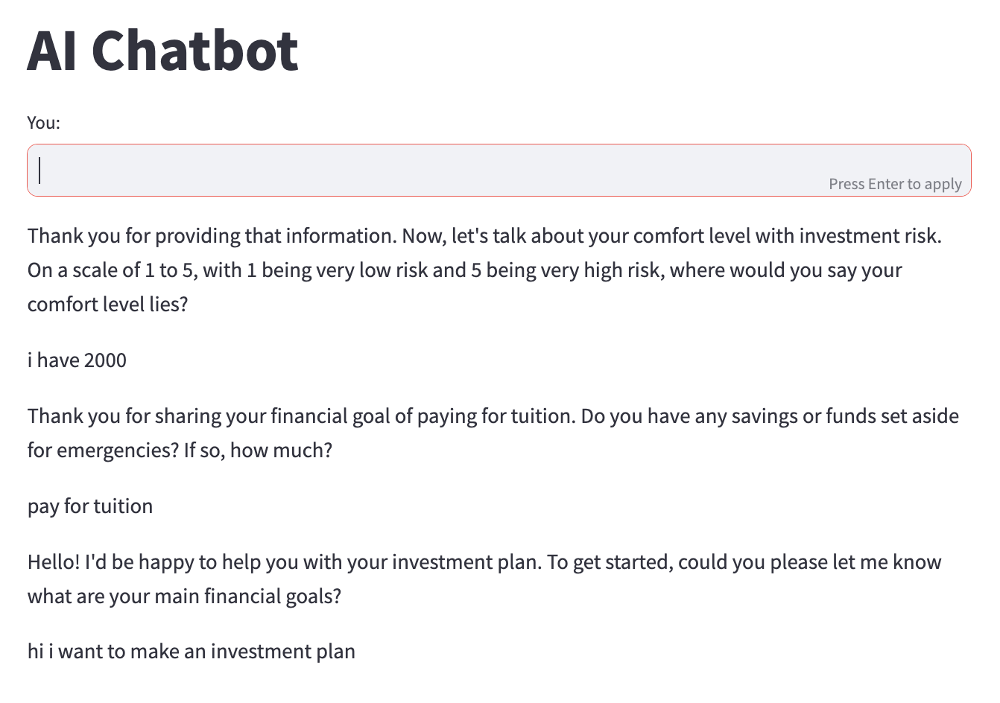 AI Chatbot
You:
Press Enter to apply
Thank you for providing that information. Now, let's talk about your comfort level with investment risk.
On a scale of 1 to 5, with 1 being very low risk and 5 being very high risk, where would you say your
comfort level lies?
i have 2000
Thank you for sharing your financial goal of paying for tuition. Do you have any savings or funds set aside
for emergencies? If so, how much?
pay for tuition
Hello! I'd be happy to help you with your investment plan. To get started, could you please let me know
what are your main financial goals?
hi i want to make an investment plan